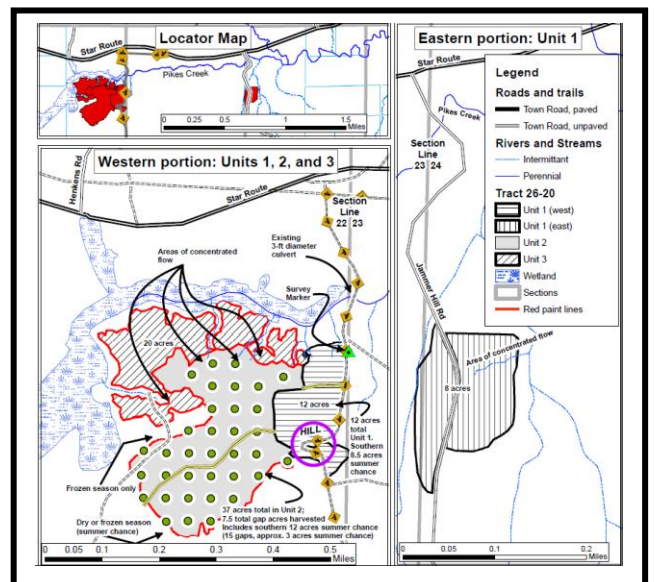 Locator Map
Star Route
Pikes Creek
0 0.25 0.5 1 1.5
Miles
Western portion: Units 1, 2, and 3
Henkens Rd
Star Route
Section
Line
22 23
Existing
3-ft diameter
culvert
Areas of concentrated
flow
Survey
Marker
20 acres
12 acres
HILL
12 acres
total
Unit 1.
Southern
8.5 acres
summer
chance
Frozen season only
Dry or frozen season
(summer chance)
37 acres total in Unit 2;
7.5 total gap acres harvested
Includes southern 12 acres summer chance
(15 gaps, approx. 3 acres summer chance)
0 0.05 0.1 0.2 0.3 0.4 0.5
Miles
Eastern portion: Unit 1
Star Route
Pikes Creek
Section
Line
23 24
Jammer Hill Rd
Area of concentrated flow
8 acres
0 0.05 0.1 0.2
Miles
Legend
Roads and trails
Town Road, paved
Town Road, unpaved
Rivers and Streams
Intermittant
Perennial
Tract 26-20
Unit 1 (west)
Unit 1 (east)
Unit 2
Unit 3
Wetland
Sections
Red paint lines